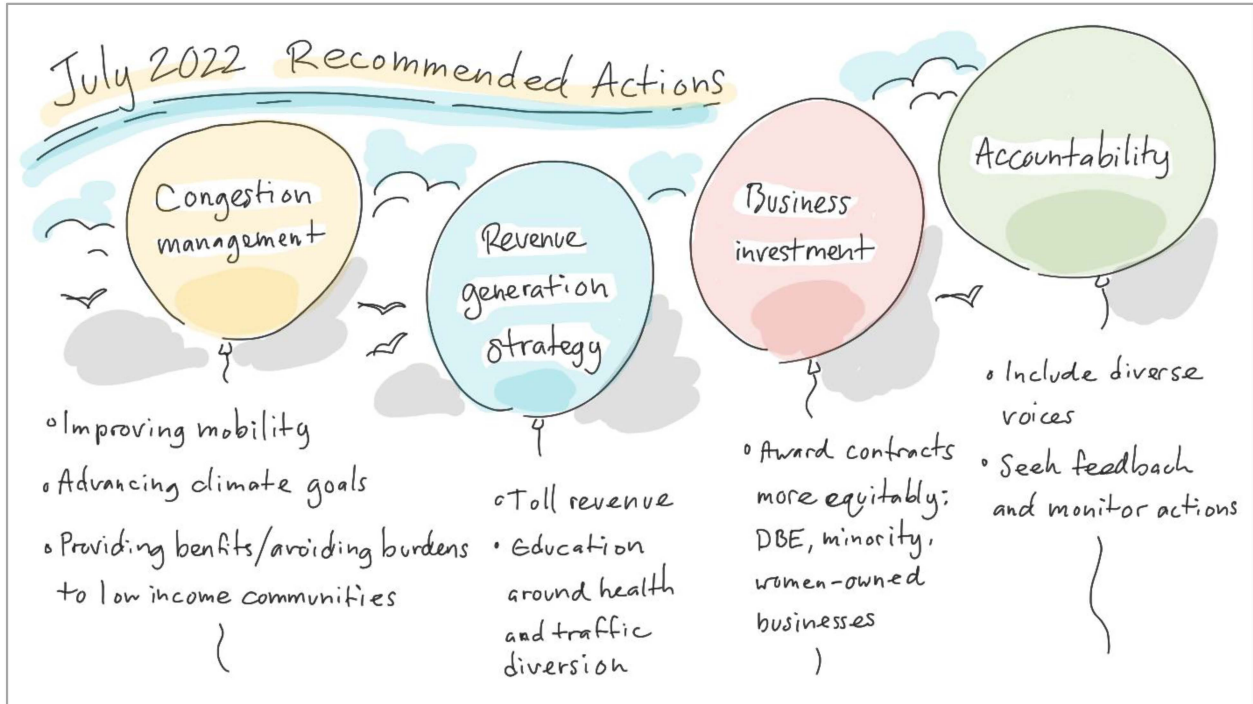 July 2022 Recommended Actions
Congestion
management
• Improving mobility
• Advancing climate goals
• Providing benfits/avoiding burdens
to low income communities
Revenue
generation
strategy
• Toll revenue
• Education
around health
and traffic
diversion
Business
investment
• Award contracts
more equitably:
DBE, minority,
women-owned
businesses
Accountability
• Include diverse
voices
• Seek feedback
and monitor actions